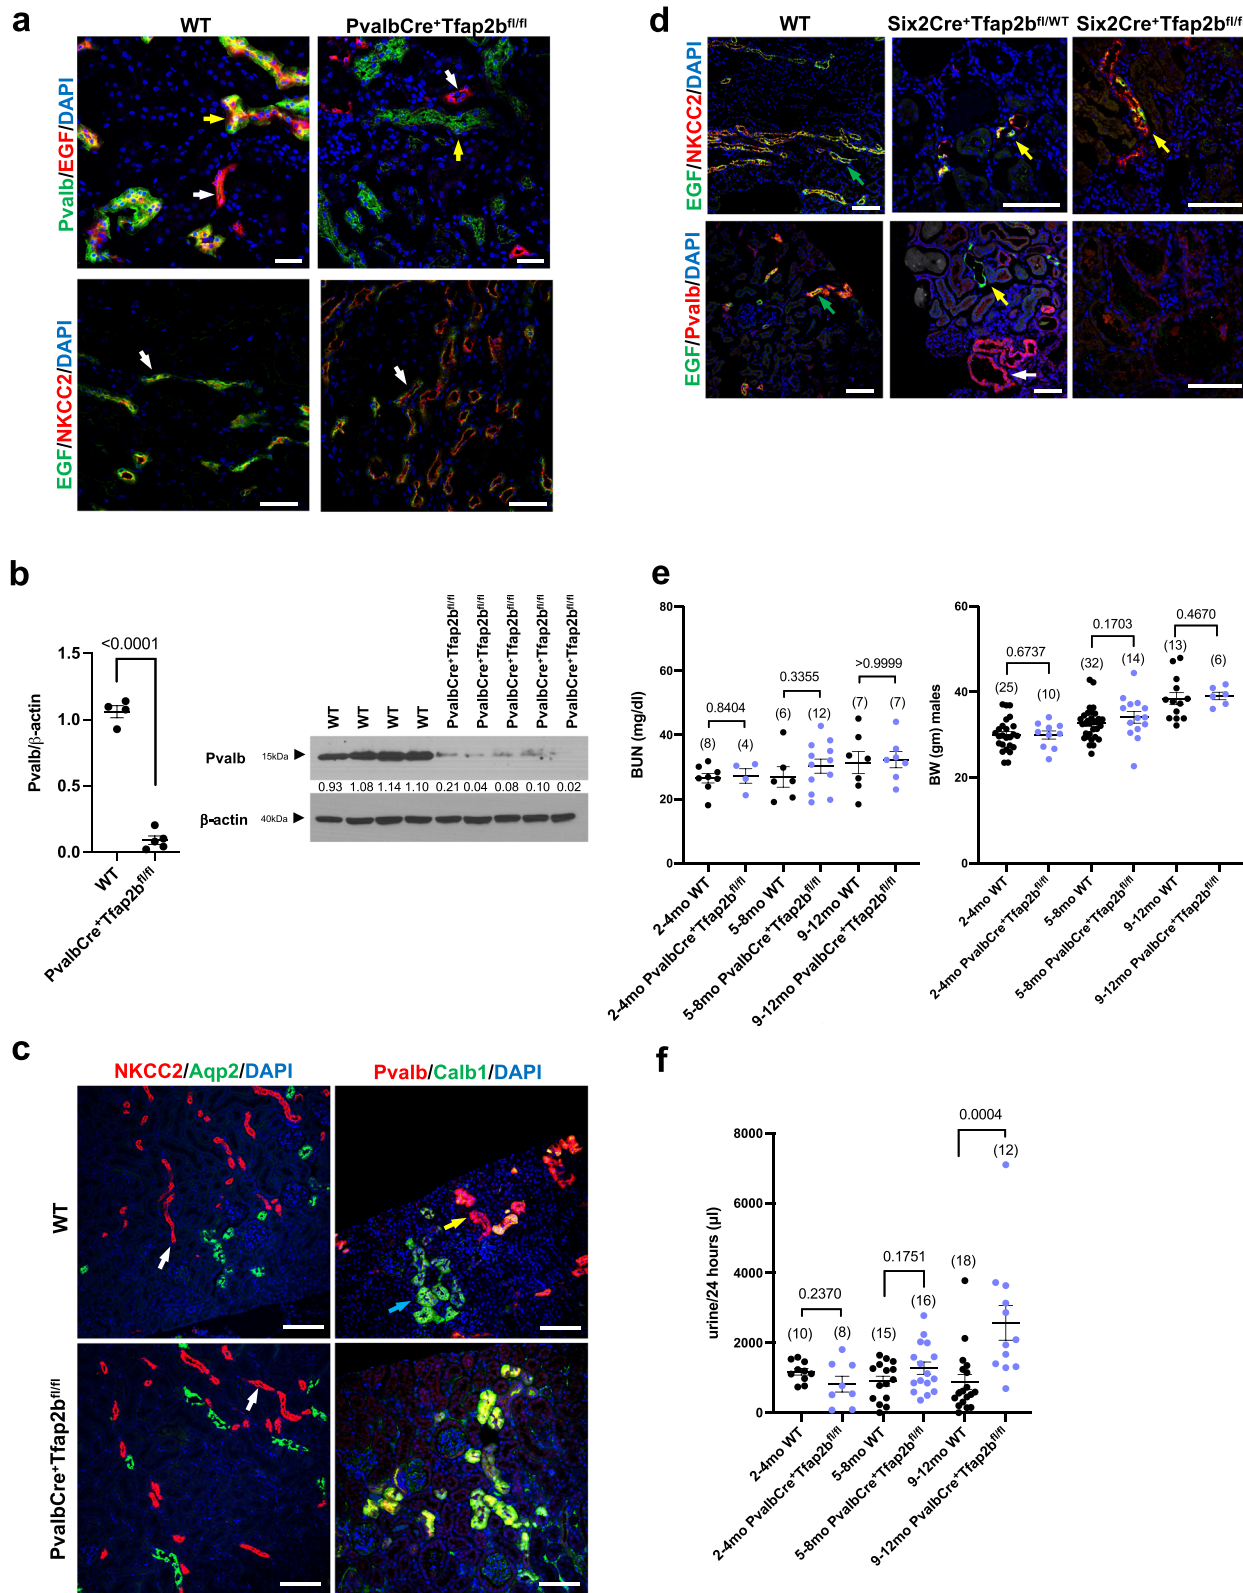 a
WT
PvalbCre+Tfap2bfl/fl
Pvalb/EGF/DAPI
EGF/NKCC2/DAPI
d
WT
Six2Cre+Tfap2bfl/WT
Six2Cre+Tfap2bfl/fl
EGF/NKCC2/DAPI
EGF/Pvalb/DAPI
b
<0.0001
Pvalb/β-actin
1.5
1.0
0.5
0.0
WT
PvalbCre+Tfap2bfl/fl
WT
WT
WT
WT
PvalbCre+Tfap2bfl/fl
PvalbCre+Tfap2bfl/fl
PvalbCre+Tfap2bfl/fl
PvalbCre+Tfap2bfl/fl
PvalbCre+Tfap2bfl/fl
Pvalb 15kDa
0.93 1.08 1.14 1.10 0.21 0.04 0.08 0.10 0.02
β-actin 40kDa
e
BUN (mg/dl)
80
60
40
20
0
0.8404
0.3355
>0.9999
(8)
(4)
(6)
(12)
(7)
(7)
2-4mo WT
2-4mo PvalbCre+Tfap2bfl/fl
5-8mo WT
5-8mo PvalbCre+Tfap2bfl/fl
9-12mo WT
9-12mo PvalbCre+Tfap2bfl/fl
BW (gm) males
60
40
20
0
0.6737
0.1703
0.4670
(25)
(10)
(32)
(14)
(13)
(6)
2-4mo WT
2-4mo PvalbCre+Tfap2bfl/fl
5-8mo WT
5-8mo PvalbCre+Tfap2bfl/fl
9-12mo WT
9-12mo PvalbCre+Tfap2bfl/fl
c
NKCC2/Aqp2/DAPI
Pvalb/Calb1/DAPI
WT
PvalbCre+Tfap2bfl/fl
f
urine/24 hours (µl)
8000
6000
4000
2000
0
0.2370
0.1751
0.0004
(10)
(8)
(15)
(16)
(18)
(12)
2-4mo WT
2-4mo PvalbCre+Tfap2bfl/fl
5-8mo WT
5-8mo PvalbCre+Tfap2bfl/fl
9-12mo WT
9-12mo PvalbCre+Tfap2bfl/fl